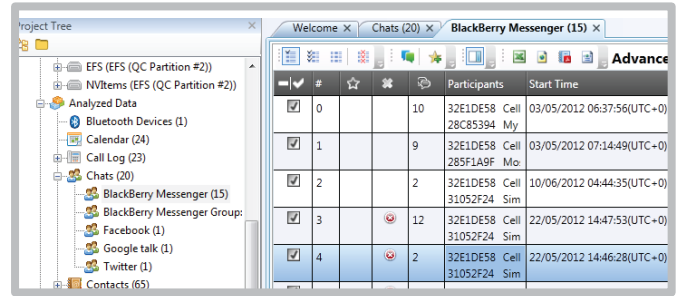 Project Tree ×
EFS (EFS (QC Partition #2))
NVItems (EFS (QC Partition #2))
Analyzed Data
Bluetooth Devices (1)
Calendar (24)
Call Log (23)
Chats (20)
BlackBerry Messenger (15)
BlackBerry Messenger Group:
Facebook (1)
Google talk (1)
Twitter (1)
Contacts (65)
Welcome × Chats (20) × BlackBerry Messenger (15) ×
Advance
# Participants Start Time
0 10 32E1DE58 Cell 03/05/2012 06:37:56(UTC+0)
28C85394 My
1 9 32E1DE58 Cell 03/05/2012 07:14:49(UTC+0)
285F1A9F Mo:
2 2 32E1DE58 Cell 10/06/2012 04:44:35(UTC+0)
31052F24 Sim
3 12 32E1DE58 Cell 22/05/2012 14:47:53(UTC+0)
31052F24 Sim
4 2 32E1DE58 Cell 22/05/2012 14:46:28(UTC+0)
31052F24 Sim